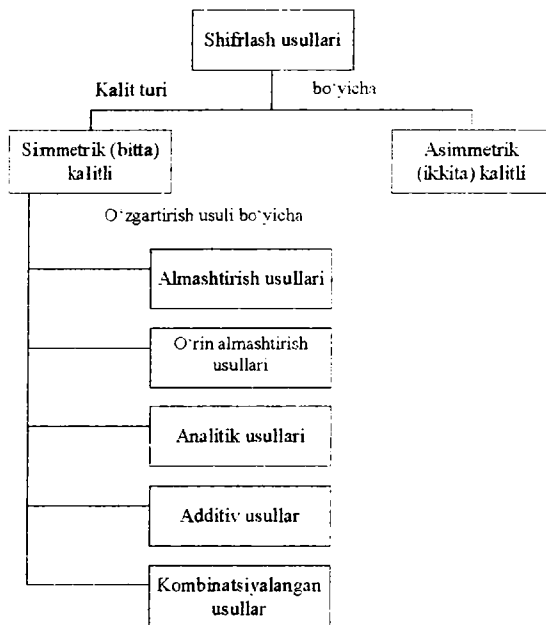 Shifrlash usullari
Kalit turi bo‘yicha
Simmetrik (bitta)
kalitli
Asimmetrik
(ikkita) kalitli
O‘zgartirish usuli bo‘yicha
Almashtirish usullari
O‘rin almashtirish
usullari
Analitik usullari
Additiv usullar
Kombinatsiyalangan
usullar